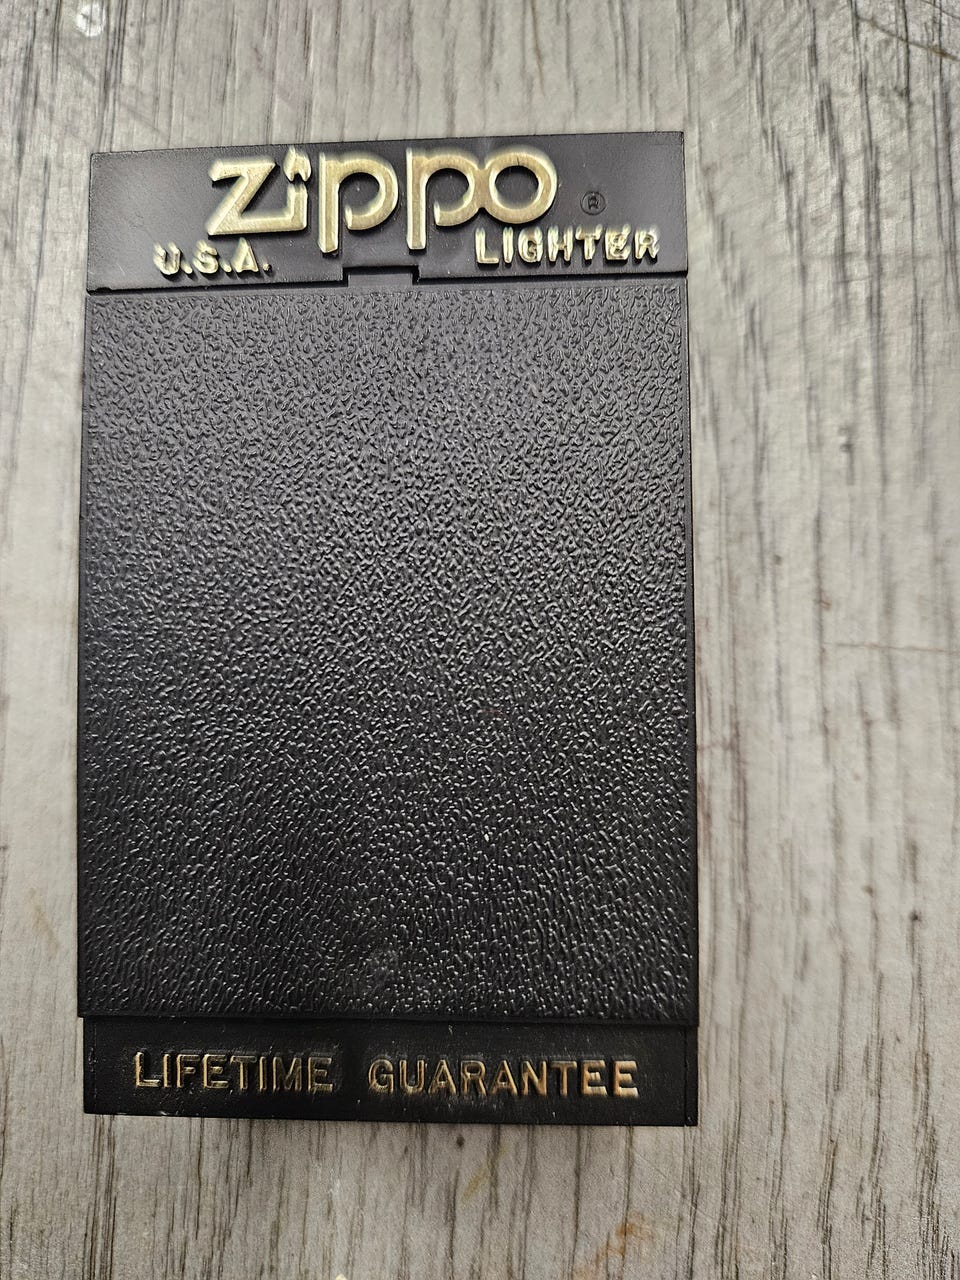 Zippo ®
U.S.A. LIGHTER
LIFETIME GUARANTEE